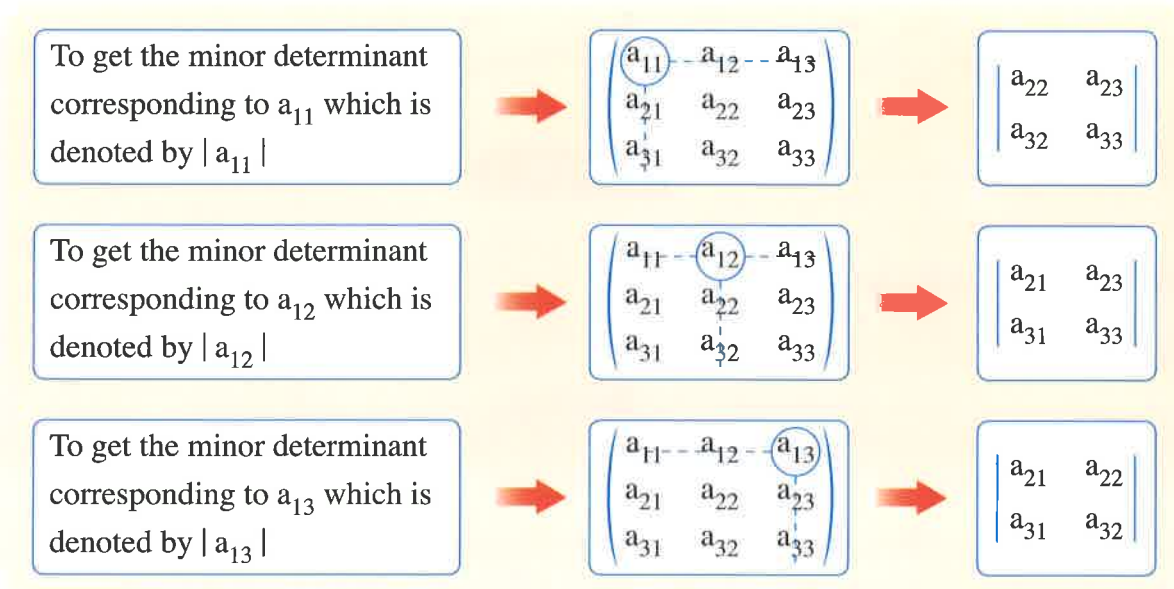 To get the minor determinant
corresponding to a₁₁ which is
denoted by | a₁₁ |
a₁₁ a₁₂ a₁₃
a₂₁ a₂₂ a₂₃
a₃₁ a₃₂ a₃₃
a₂₂ a₂₃
a₃₂ a₃₃
To get the minor determinant
corresponding to a₁₂ which is
denoted by | a₁₂ |
a₁₁ a₁₂ a₁₃
a₂₁ a₂₂ a₂₃
a₃₁ a₃₂ a₃₃
a₂₁ a₂₃
a₃₁ a₃₃
To get the minor determinant
corresponding to a₁₃ which is
denoted by | a₁₃ |
a₁₁ a₁₂ a₁₃
a₂₁ a₂₂ a₂₃
a₃₁ a₃₂ a₃₃
a₂₁ a₂₂
a₃₁ a₃₂